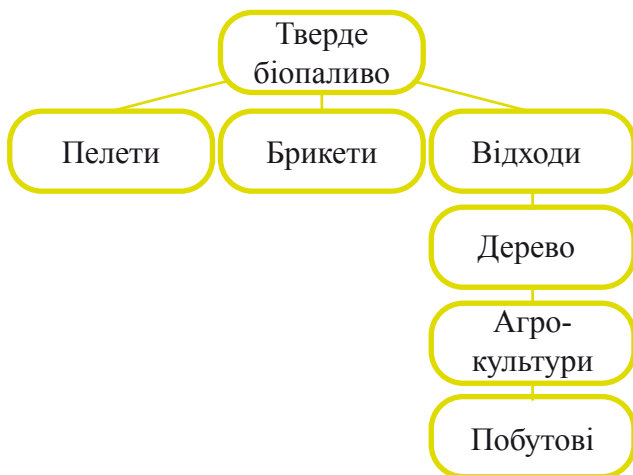 Тверде
біопаливо
Пелети
Брикети
Відходи
Дерево
Агро-
культури
Побутові